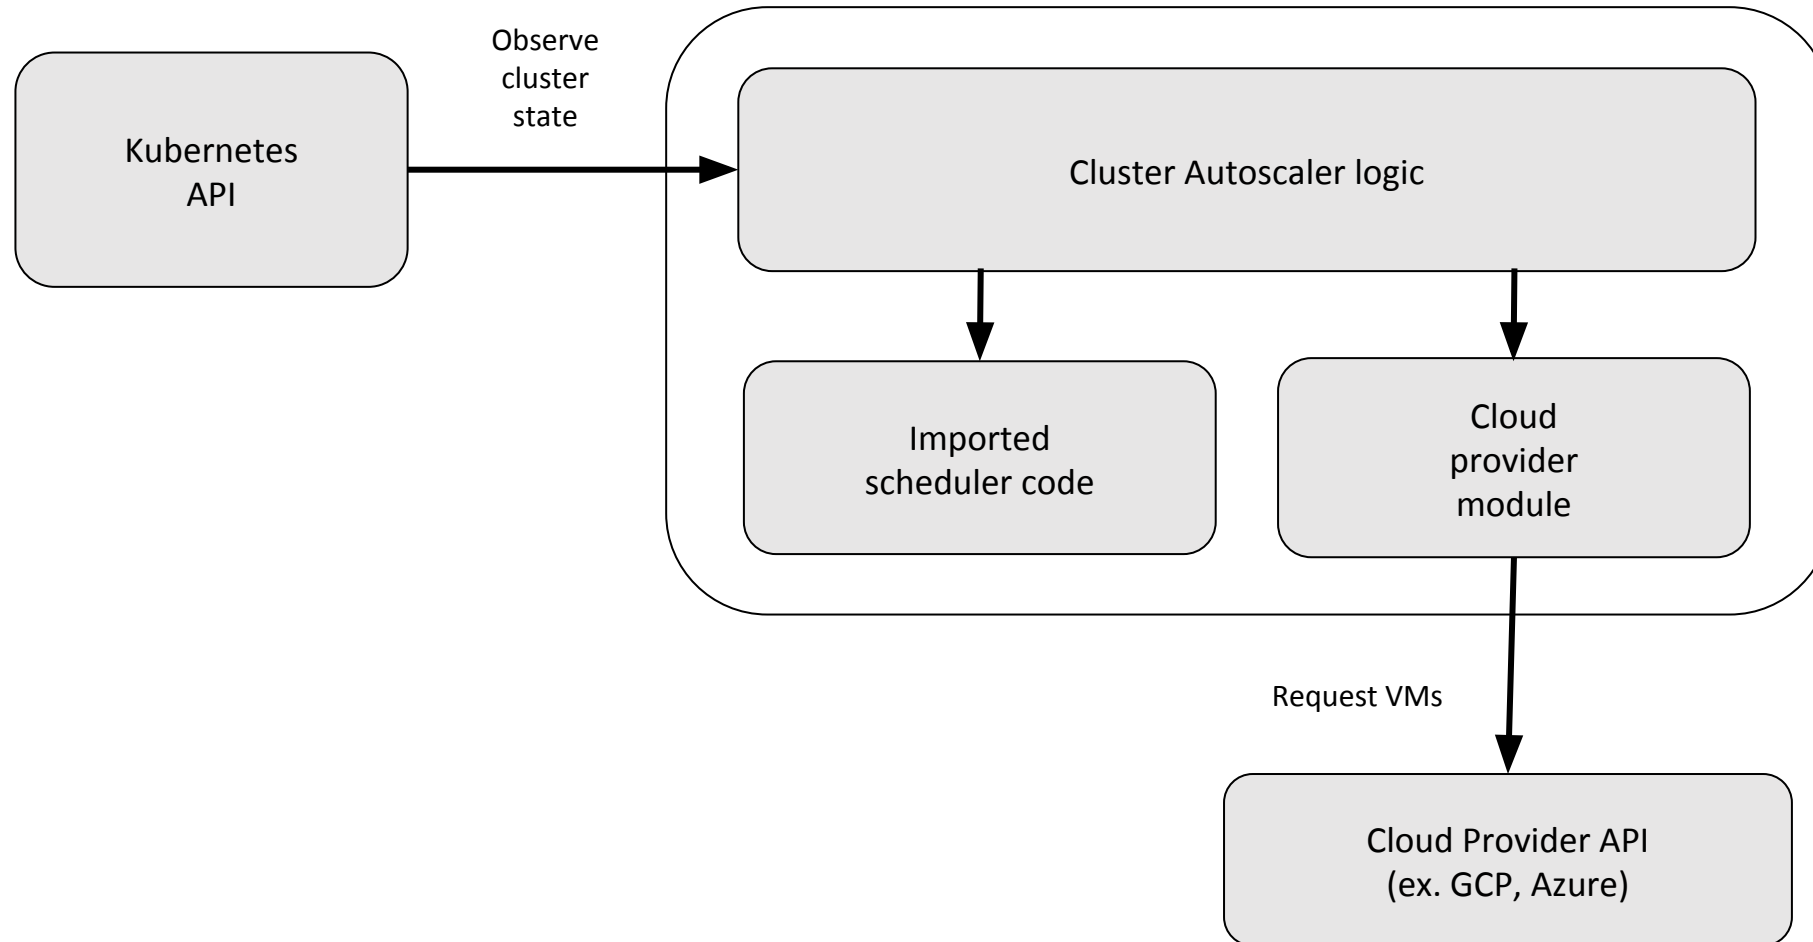 Observe
cluster
state
Kubernetes
API
Cluster Autoscaler logic
Imported
scheduler code
Cloud
provider
module
Request VMs
Cloud Provider API
(ex. GCP, Azure)